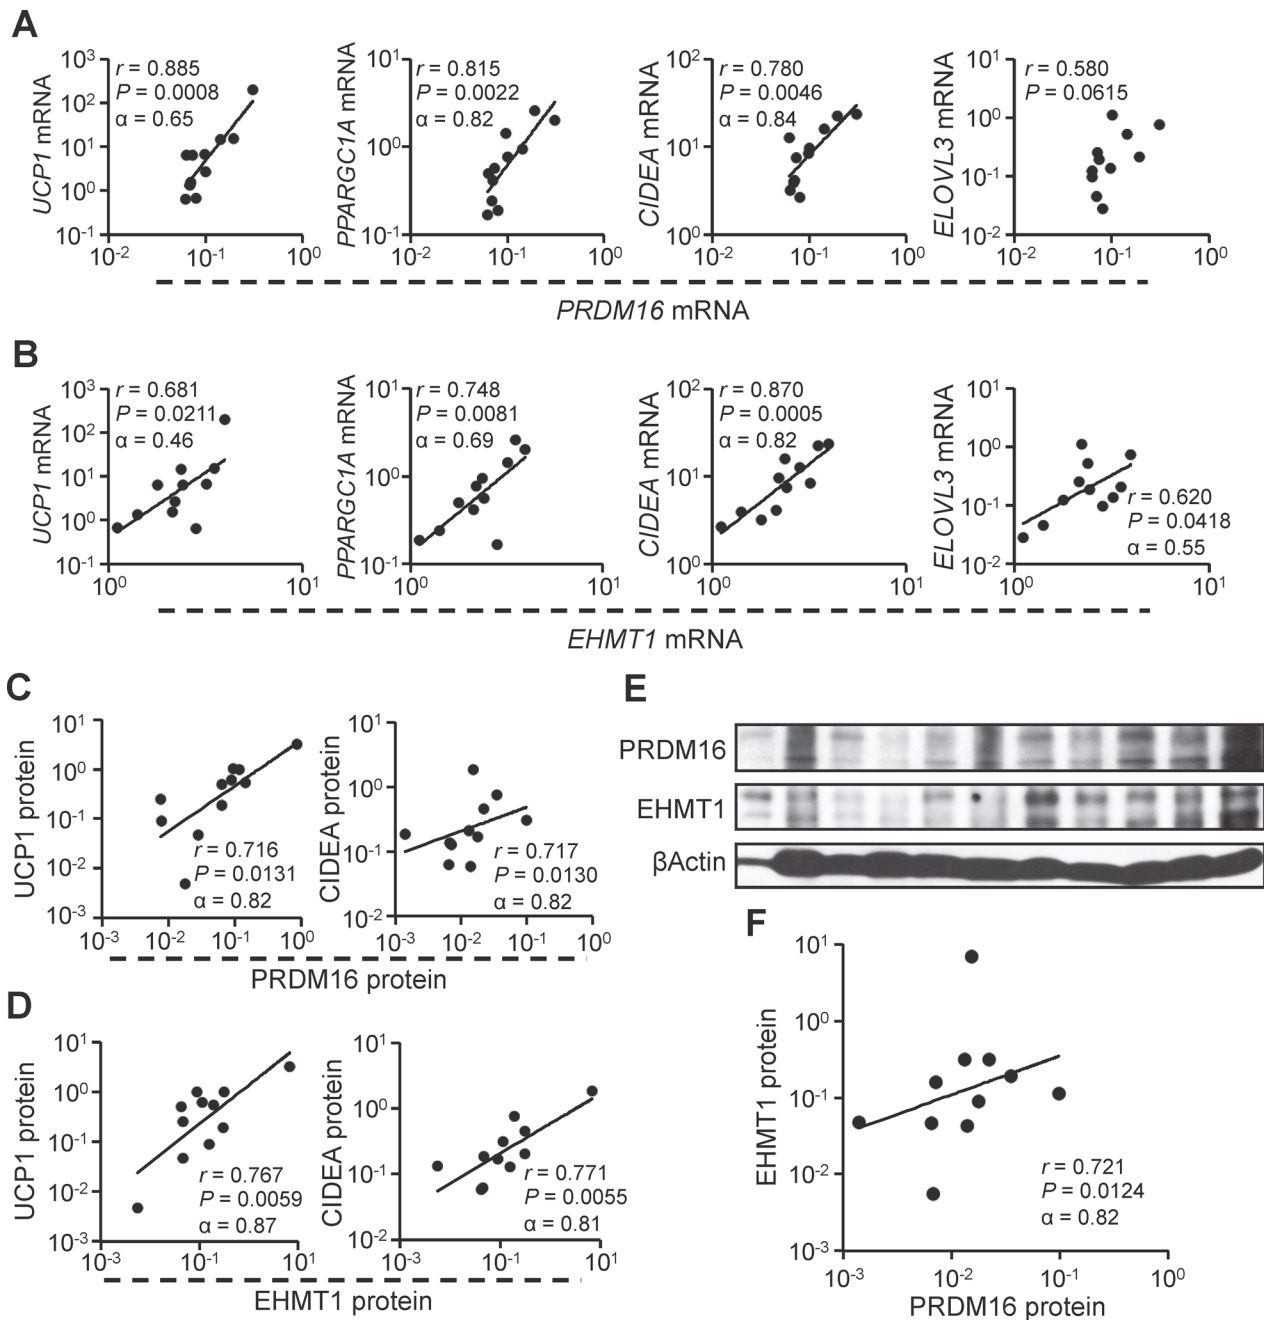 A
UCP1 mRNA
10³
10²
10¹
10⁰
10⁻¹
r = 0.885
P = 0.0008
α = 0.65
10⁻² 10⁻¹ 10⁰
PPARGC1A mRNA
10¹
10⁰
10⁻¹
r = 0.815
P = 0.0022
α = 0.82
10⁻² 10⁻¹ 10⁰
CIDEA mRNA
10²
10¹
10⁰
r = 0.780
P = 0.0046
α = 0.84
10⁻² 10⁻¹ 10⁰
ELOVL3 mRNA
10¹
10⁰
10⁻¹
10⁻²
r = 0.580
P = 0.0615
10⁻² 10⁻¹ 10⁰
PRDM16 mRNA
B
UCP1 mRNA
10³
10²
10¹
10⁰
10⁻¹
r = 0.681
P = 0.0211
α = 0.46
10⁰ 10¹
PPARGC1A mRNA
10¹
10⁰
10⁻¹
r = 0.748
P = 0.0081
α = 0.69
10⁰ 10¹
CIDEA mRNA
10²
10¹
10⁰
r = 0.870
P = 0.0005
α = 0.82
10⁰ 10¹
ELOVL3 mRNA
10¹
10⁰
10⁻¹
10⁻²
r = 0.620
P = 0.0418
α = 0.55
10⁰ 10¹
EHMT1 mRNA
C
UCP1 protein
10¹
10⁰
10⁻¹
10⁻²
10⁻³
r = 0.716
P = 0.0131
α = 0.82
10⁻³ 10⁻² 10⁻¹ 10⁰
CIDEA protein
10¹
10⁰
10⁻¹
10⁻²
r = 0.717
P = 0.0130
α = 0.82
10⁻³ 10⁻² 10⁻¹ 10⁰
PRDM16 protein
D
UCP1 protein
10¹
10⁰
10⁻¹
10⁻²
10⁻³
r = 0.767
P = 0.0059
α = 0.87
10⁻³ 10⁻¹ 10¹
CIDEA protein
10¹
10⁰
10⁻¹
10⁻²
r = 0.771
P = 0.0055
α = 0.81
10⁻³ 10⁻¹ 10¹
EHMT1 protein
E
PRDM16
EHMT1
βActin
F
EHMT1 protein
10¹
10⁰
10⁻¹
10⁻²
10⁻³
r = 0.721
P = 0.0124
α = 0.82
10⁻³ 10⁻² 10⁻¹ 10⁰
PRDM16 protein